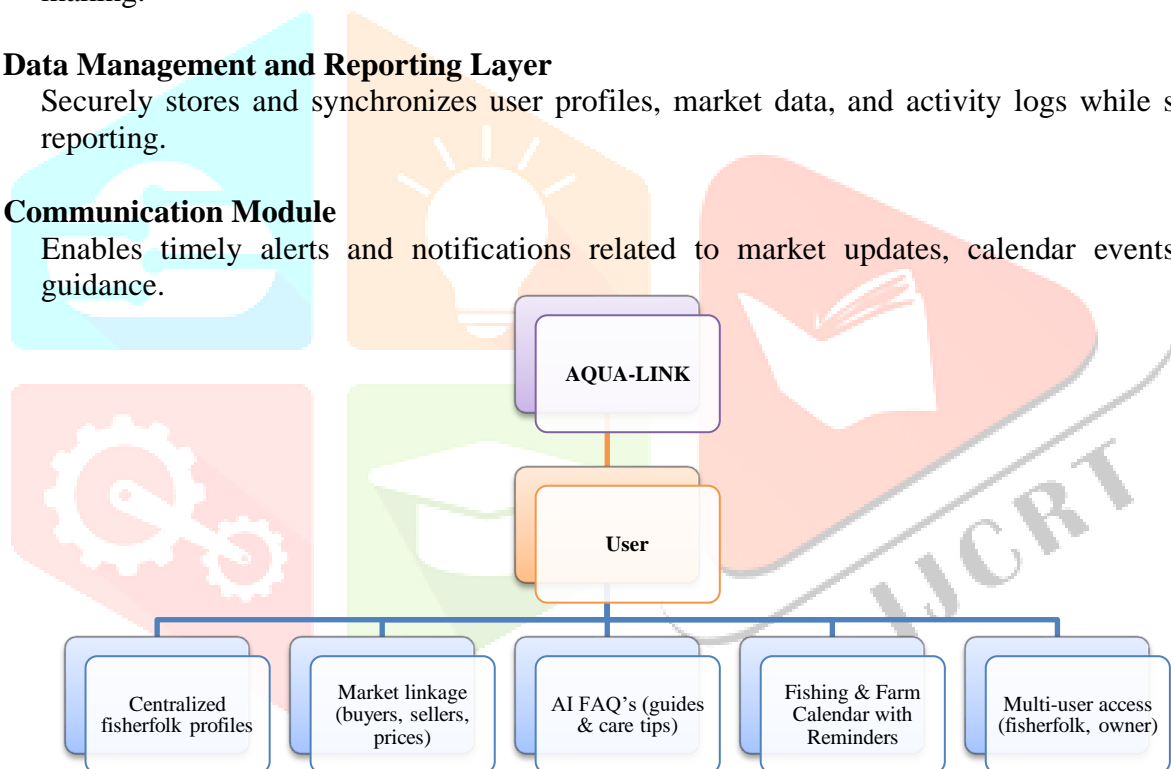 Data Management and Reporting Layer
Securely stores and synchronizes user profiles, market data, and activity logs while
reporting.
Communication Module
Enables timely alerts and notifications related to market updates, calendar events
guidance.
AQUA-LINK
User
Centralized
fisherfolk profiles
Market linkage
(buyers, sellers,
prices)
AI FAQ's (guides
& care tips)
Fishing & Farm
Calendar with
Reminders
Multi-user access
(fisherfolk, owner)
IJCRT